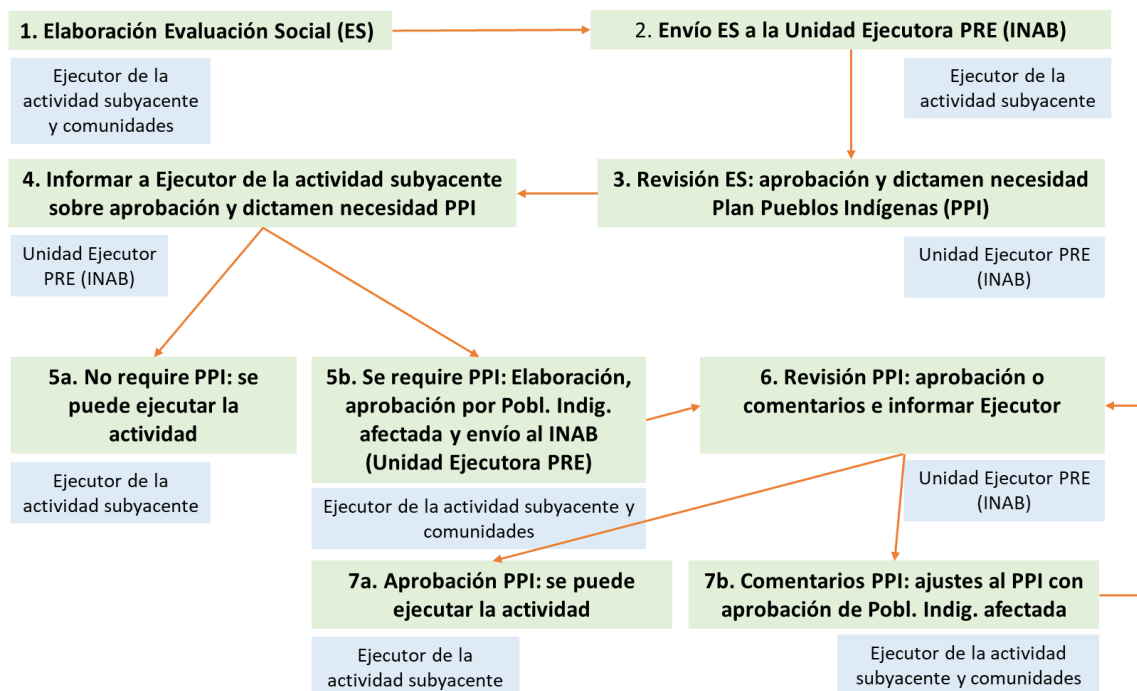 1. Elaboración Evaluación Social (ES)
2. Envío ES a la Unidad Ejecutora PRE (INAB)
Ejecutor de la
actividad subyacente
y comunidades
Ejecutor de la
actividad subyacente
4. Informar a Ejecutor de la actividad subyacente
sobre aprobación y dictamen necesidad PPI
3. Revisión ES: aprobación y dictamen necesidad
Plan Pueblos Indígenas (PPI)
Unidad Ejecutor
PRE (INAB)
Unidad Ejecutor PRE
(INAB)
5a. No require PPI: se
puede ejecutar la
actividad
5b. Se require PPI: Elaboración,
aprobación por Pobl. Indig.
afectada y envío al INAB
(Unidad Ejecutora PRE)
6. Revisión PPI: aprobación o
comentarios e informar Ejecutor
Ejecutor de la
actividad subyacente
Ejecutor de la actividad subyacente y
comunidades
Unidad Ejecutor PRE
(INAB)
7a. Aprobación PPI: se puede
ejecutar la actividad
7b. Comentarios PPI: ajustes al PPI con
aprobación de Pobl. Indig. afectada
Ejecutor de la
actividad subyacente
Ejecutor de la actividad
subyacente y comunidades